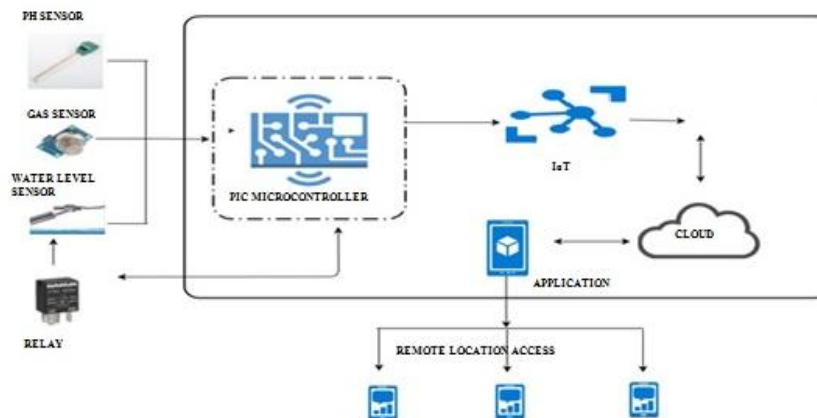 PH SENSOR
GAS SENSOR
WATER LEVEL
SENSOR
RELAY
PIC MICROCONTROLLER
IoT
CLOUD
APPLICATION
REMOTE LOCATION ACCESS